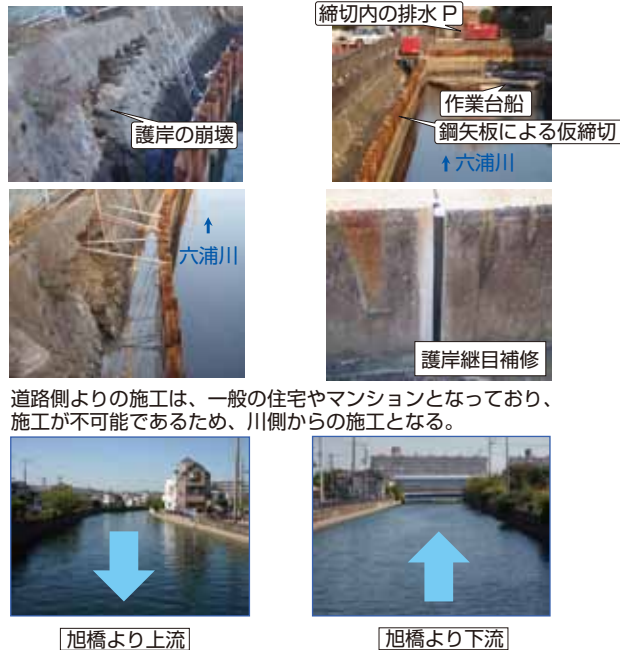 締切内の排水 P
護岸の崩壊
作業台船
鋼矢板による仮締切
↑六浦川
↑
六浦川
護岸継目補修
道路側よりの施工は、一般の住宅やマンションとなっており、
施工が不可能であるため、川側からの施工となる。
旭橋より上流
旭橋より下流